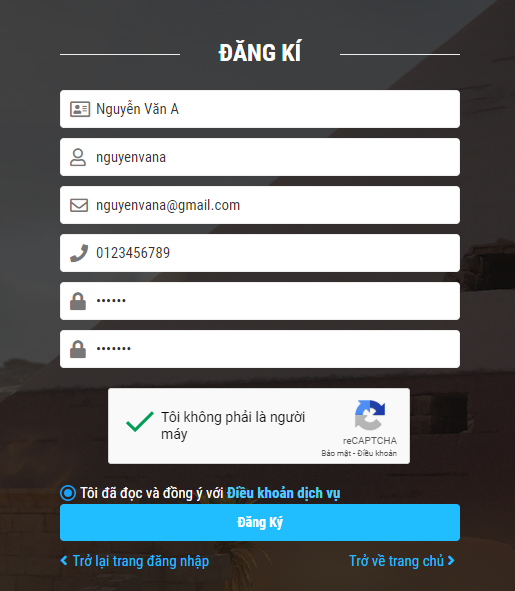 ĐĂNG KÍ
Nguyễn Văn A
nguyenvana
nguyenvana@gmail.com
0123456789
••••••
•••••••
Tôi không phải là người
máy
reCAPTCHA
Bảo mật - Điều khoản
Tôi đã đọc và đồng ý với Điều khoản dịch vụ
Đăng Ký
Trở lại trang đăng nhập Trở về trang chủ